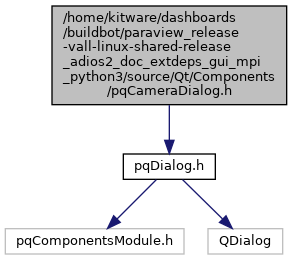 /home/kitware/dashboards
/buildbot/paraview_release
-vall-linux-shared-release
_adios2_doc_extdeps_gui_mpi
_python3/source/Qt/Components
/pqCameraDialog.h
pqDialog.h
pqComponentsModule.h
QDialog